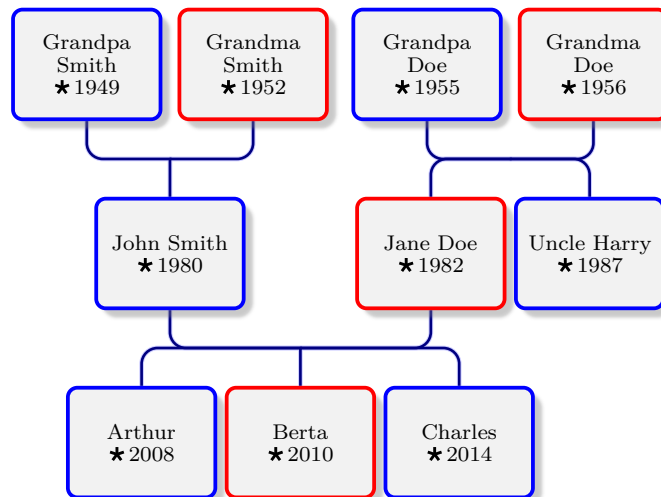 Grandpa
Smith
★ 1949
Grandma
Smith
★ 1952
Grandpa
Doe
★ 1955
Grandma
Doe
★ 1956
John Smith
★ 1980
Jane Doe
★ 1982
Uncle Harry
★ 1987
Arthur
★ 2008
Berta
★ 2010
Charles
★ 2014